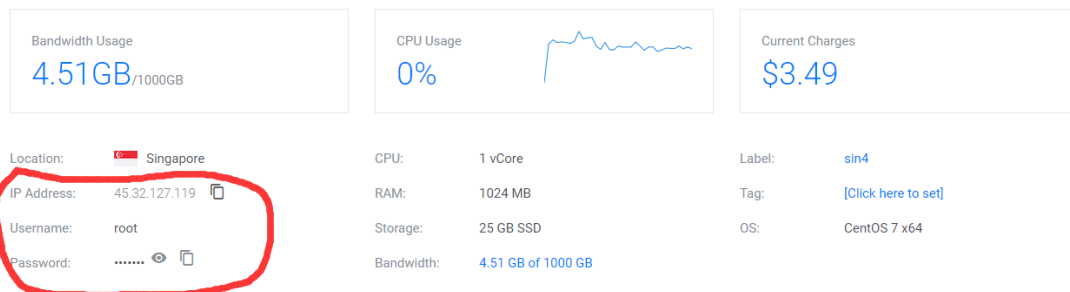 Bandwidth Usage
4.51GB/1000GB
CPU Usage
0%
Current Charges
$3.49
Location: Singapore
IP Address: 45.32.127.119
Username: root
Password: •••••••
CPU: 1 vCore
RAM: 1024 MB
Storage: 25 GB SSD
Bandwidth: 4.51 GB of 1000 GB
Label: sin4
Tag: [Click here to set]
OS: CentOS 7 x64